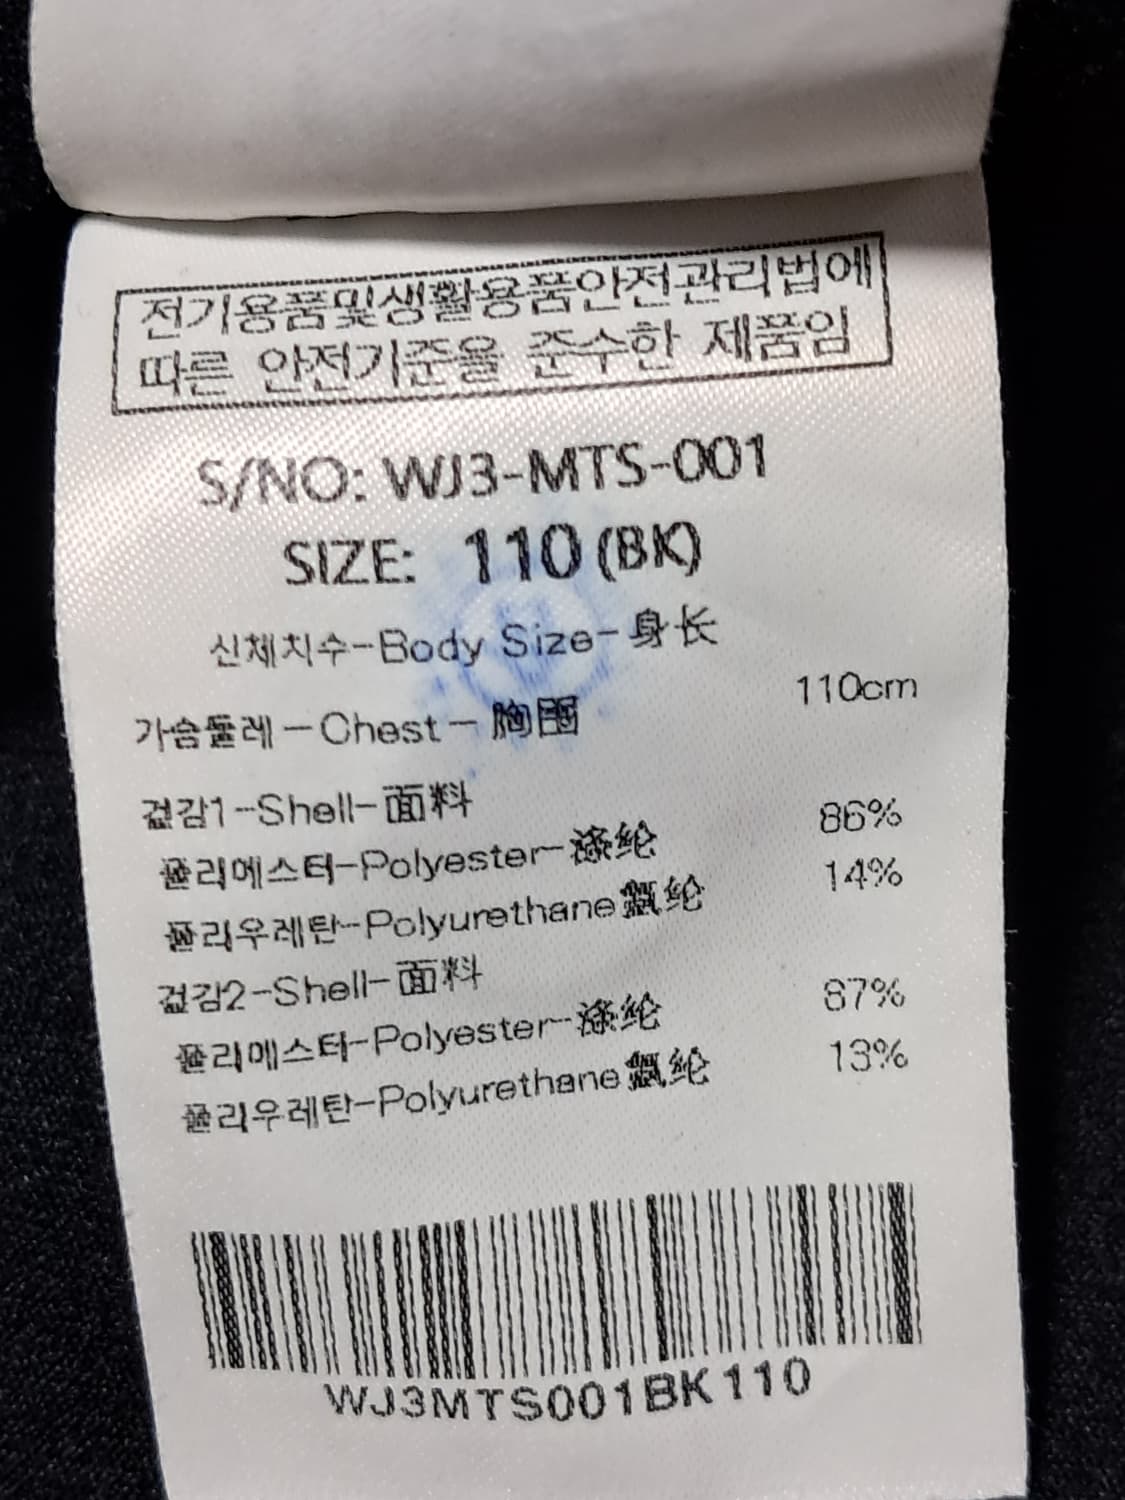 전기용품및생활용품안전관리법에
따른 안전기준율 준수한 제품임
S/NO: WJ3-MTS-001
SIZE: 110 (BK)
신체치수-Body Size-身长
가슴둘레-Chest-胸围 110cm
겉감1-Shell-面料
폴리에스터-Polyester-涤纶 86%
폴리우레탄-Polyurethane氨纶 14%
겉감2-Shell-面料
폴리에스터-Polyester-涤纶 87%
폴리우레탄-Polyurethane氨纶 13%
WJ3MTS001BK110